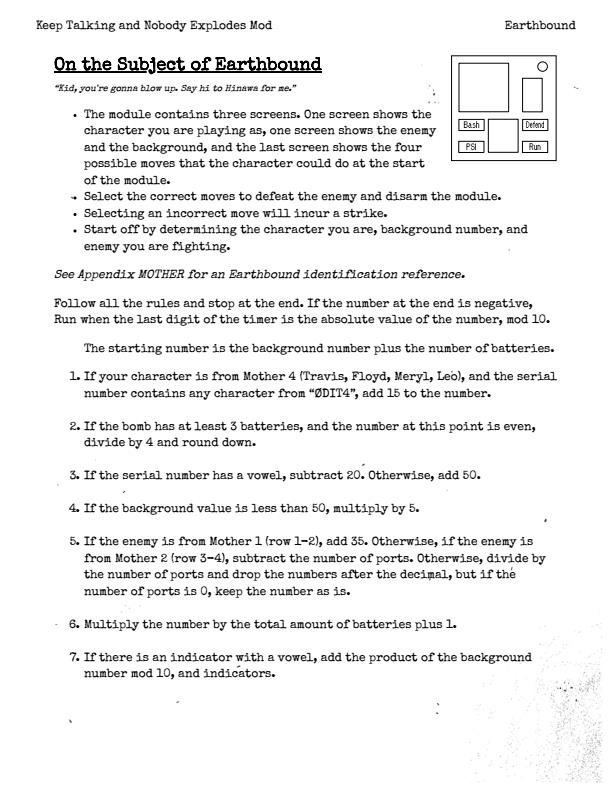 Keep Talking and Nobody Explodes Mod
Earthbound
On the Subject of Earthbound
“Kid, you're gonna blow up. Say hi to Hinawa for me.”
• The module contains three screens. One screen shows the
character you are playing as, one screen shows the enemy
and the background, and the last screen shows the four
possible moves that the character could do at the start
of the module.
• Select the correct moves to defeat the enemy and disarm the module.
• Selecting an incorrect move will incur a strike.
• Start off by determining the character you are, background number, and
enemy you are fighting.
Bash
Defend
PSI
Run
See Appendix MOTHER for an Earthbound identification reference.
Follow all the rules and stop at the end. If the number at the end is negative,
Run when the last digit of the timer is the absolute value of the number, mod 10.
The starting number is the background number plus the number of batteries.
1. If your character is from Mother 4 (Travis, Floyd, Meryl, Leo), and the serial
number contains any character from “ØDIT4”, add 15 to the number.
2. If the bomb has at least 3 batteries, and the number at this point is even,
divide by 4 and round down.
3. If the serial number has a vowel, subtract 20. Otherwise, add 50.
4. If the background value is less than 50, multiply by 5.
5. If the enemy is from Mother 1 (row 1-2), add 35. Otherwise, if the enemy is
from Mother 2 (row 3-4), subtract the number of ports. Otherwise, divide by
the number of ports and drop the numbers after the decimal, but if the
number of ports is 0, keep the number as is.
6. Multiply the number by the total amount of batteries plus 1.
7. If there is an indicator with a vowel, add the product of the background
number mod 10, and indicators.